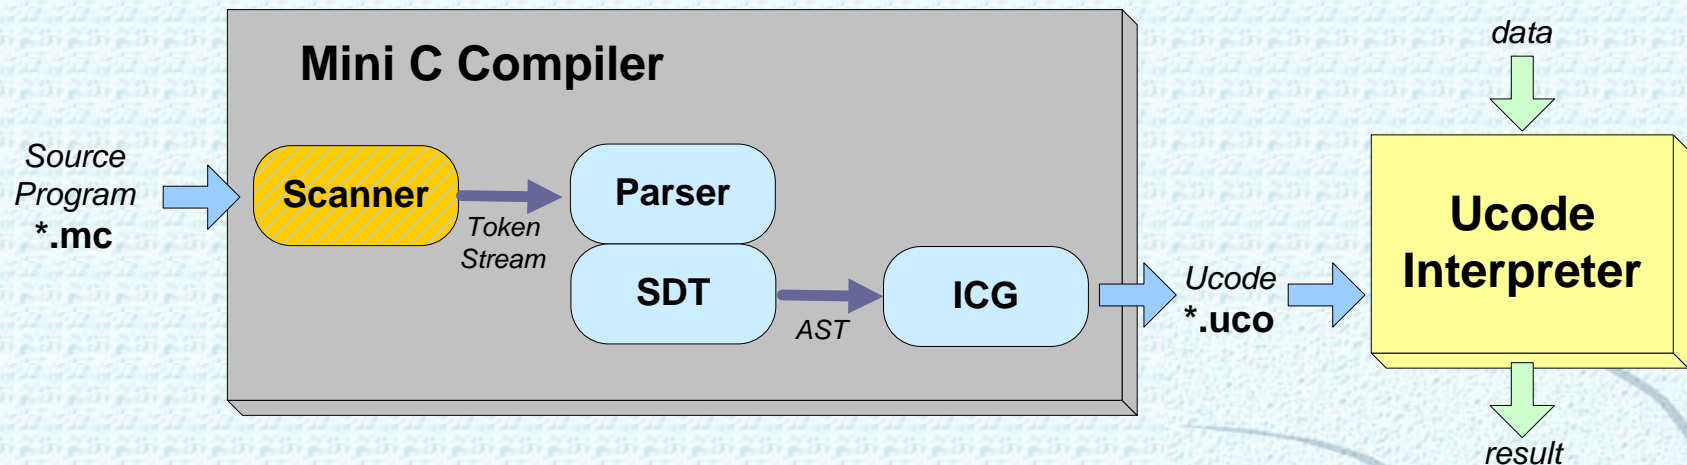 Mini C Compiler
Source
Program
*.mc
Scanner
Token
Stream
Parser
SDT
AST
ICG
Ucode
*.uco
data
Ucode
Interpreter
result